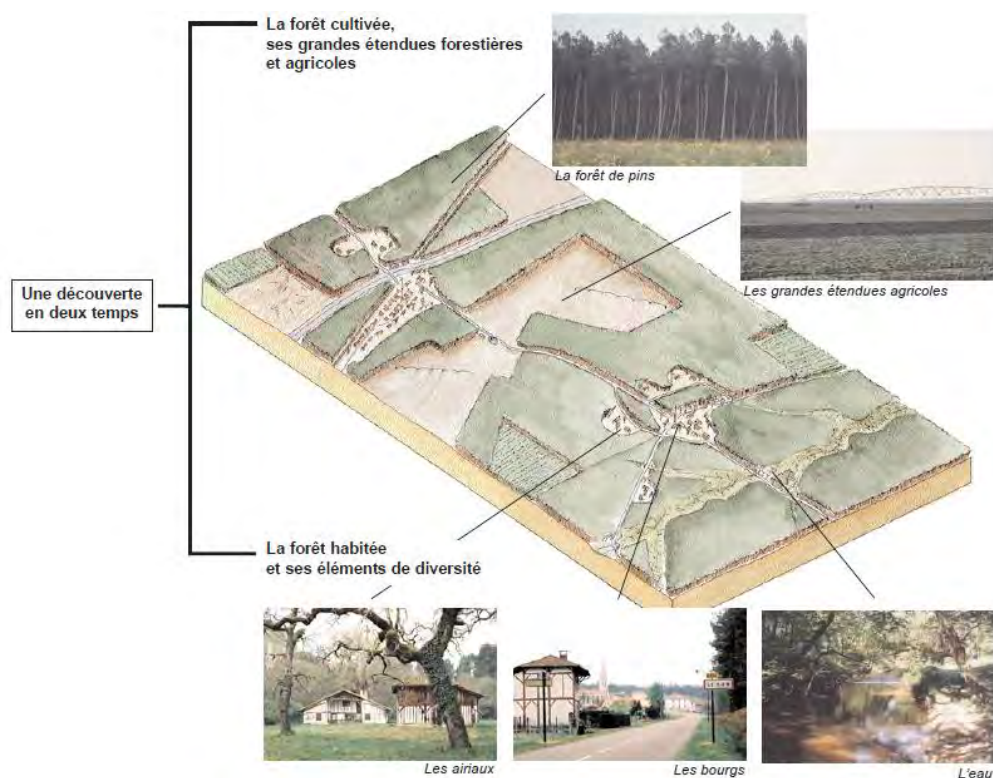 La forêt cultivée,
ses grandes étendues forestières
et agricoles
La forêt de pins
Les grandes étendues agricoles
Une découverte
en deux temps
La forêt habitée
et ses éléments de diversité
Les airiaux
Les bourgs
L'eau